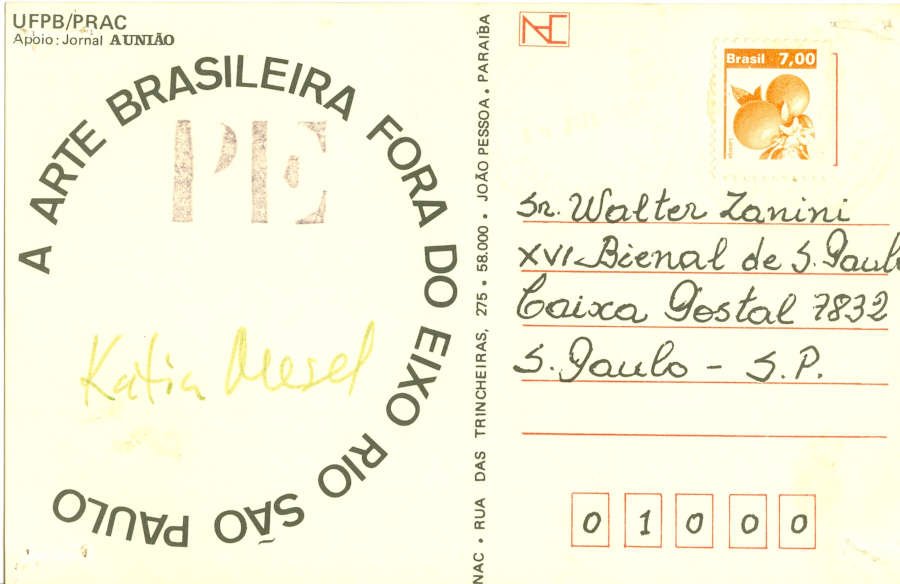 UFPB/PRAC
Apoio: Jornal A UNIÃO
A ARTE BRASILEIRA FORA DO EIXO RIO SÃO PAULO
PE
Katia Mesel
NAC • RUA DAS TRINCHEIRAS, 275 • 58.000 • JOÃO PESSOA • PARAÍBA
NAC
Brasil 7,00
Sr. Walter Zanini
XVI Bienal de S. Paulo
Caixa Postal 7832
S. Paulo - S.P.
0 1 0 0 0